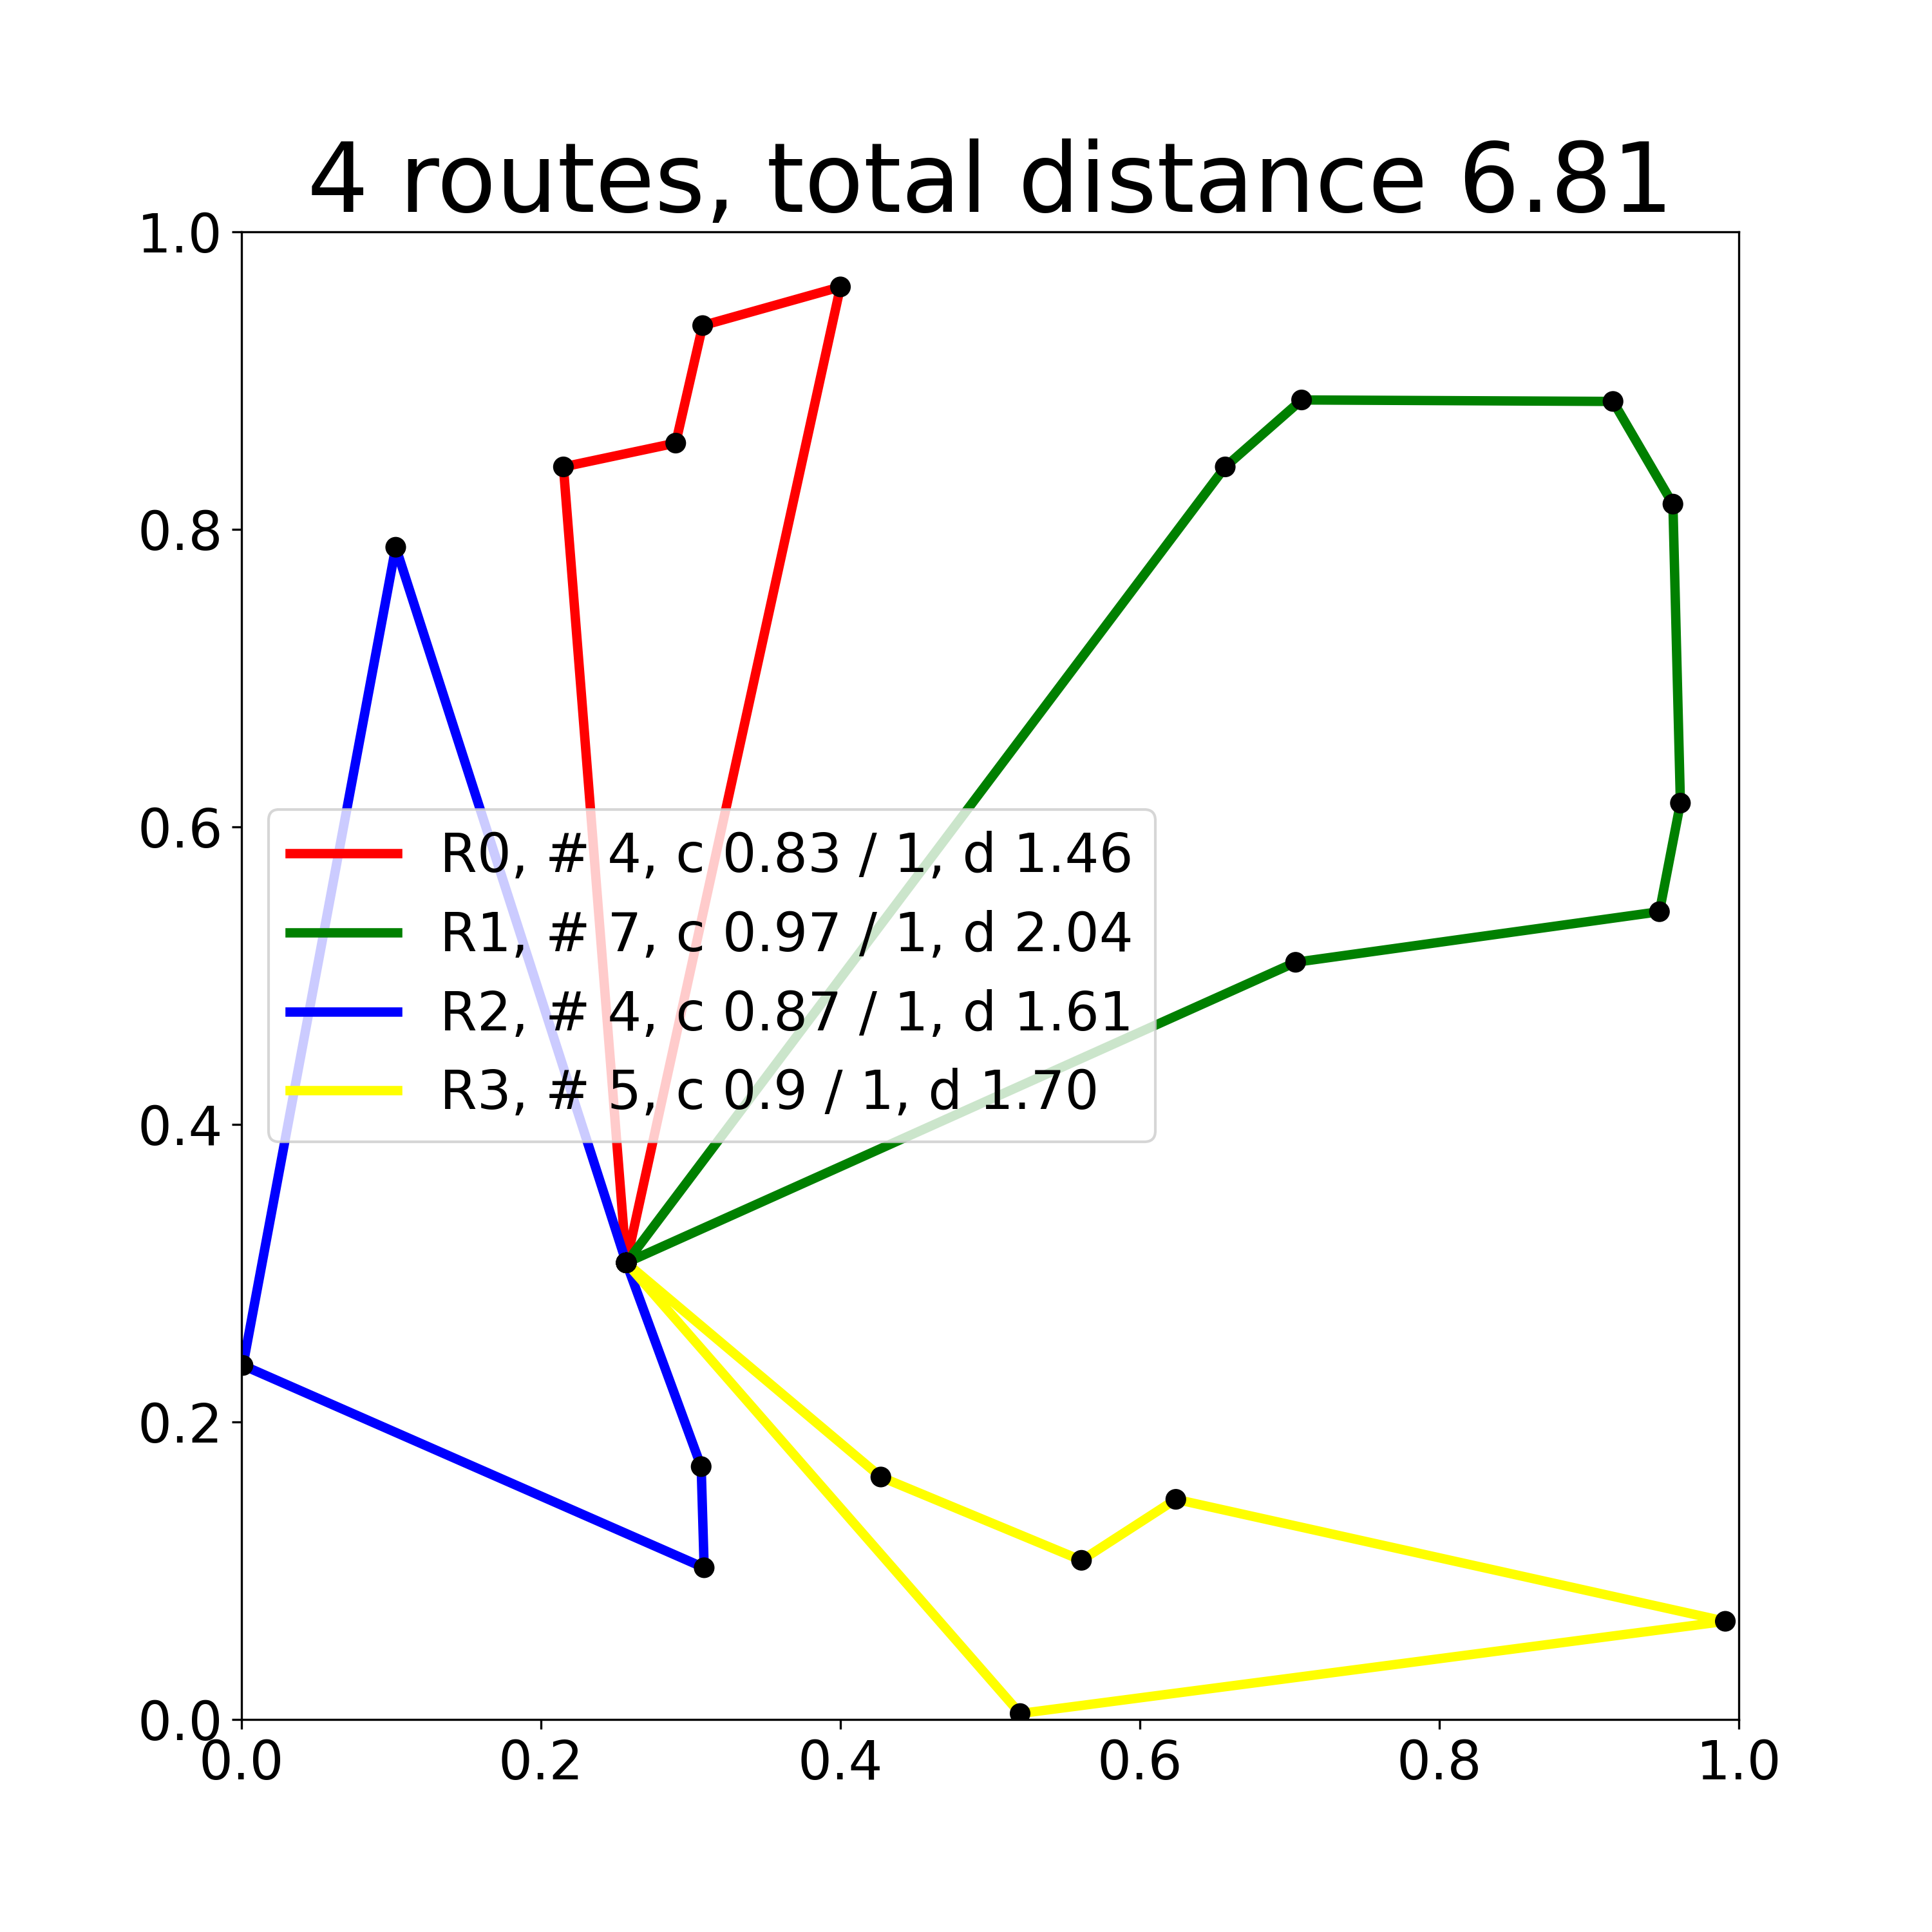 4 routes, total distance 6.81
1.0
0.8
0.6
R0, # 4, c 0.83 / 1, d 1.46
R1, # 7, c 0.97 / 1, d 2.04
R2, # 4, c 0.87 / 1, d 1.61
R3, # 5, c 0.9 / 1, d 1.70
0.4
0.2
0.0
0.0 0.2 0.4 0.6 0.8 1.0